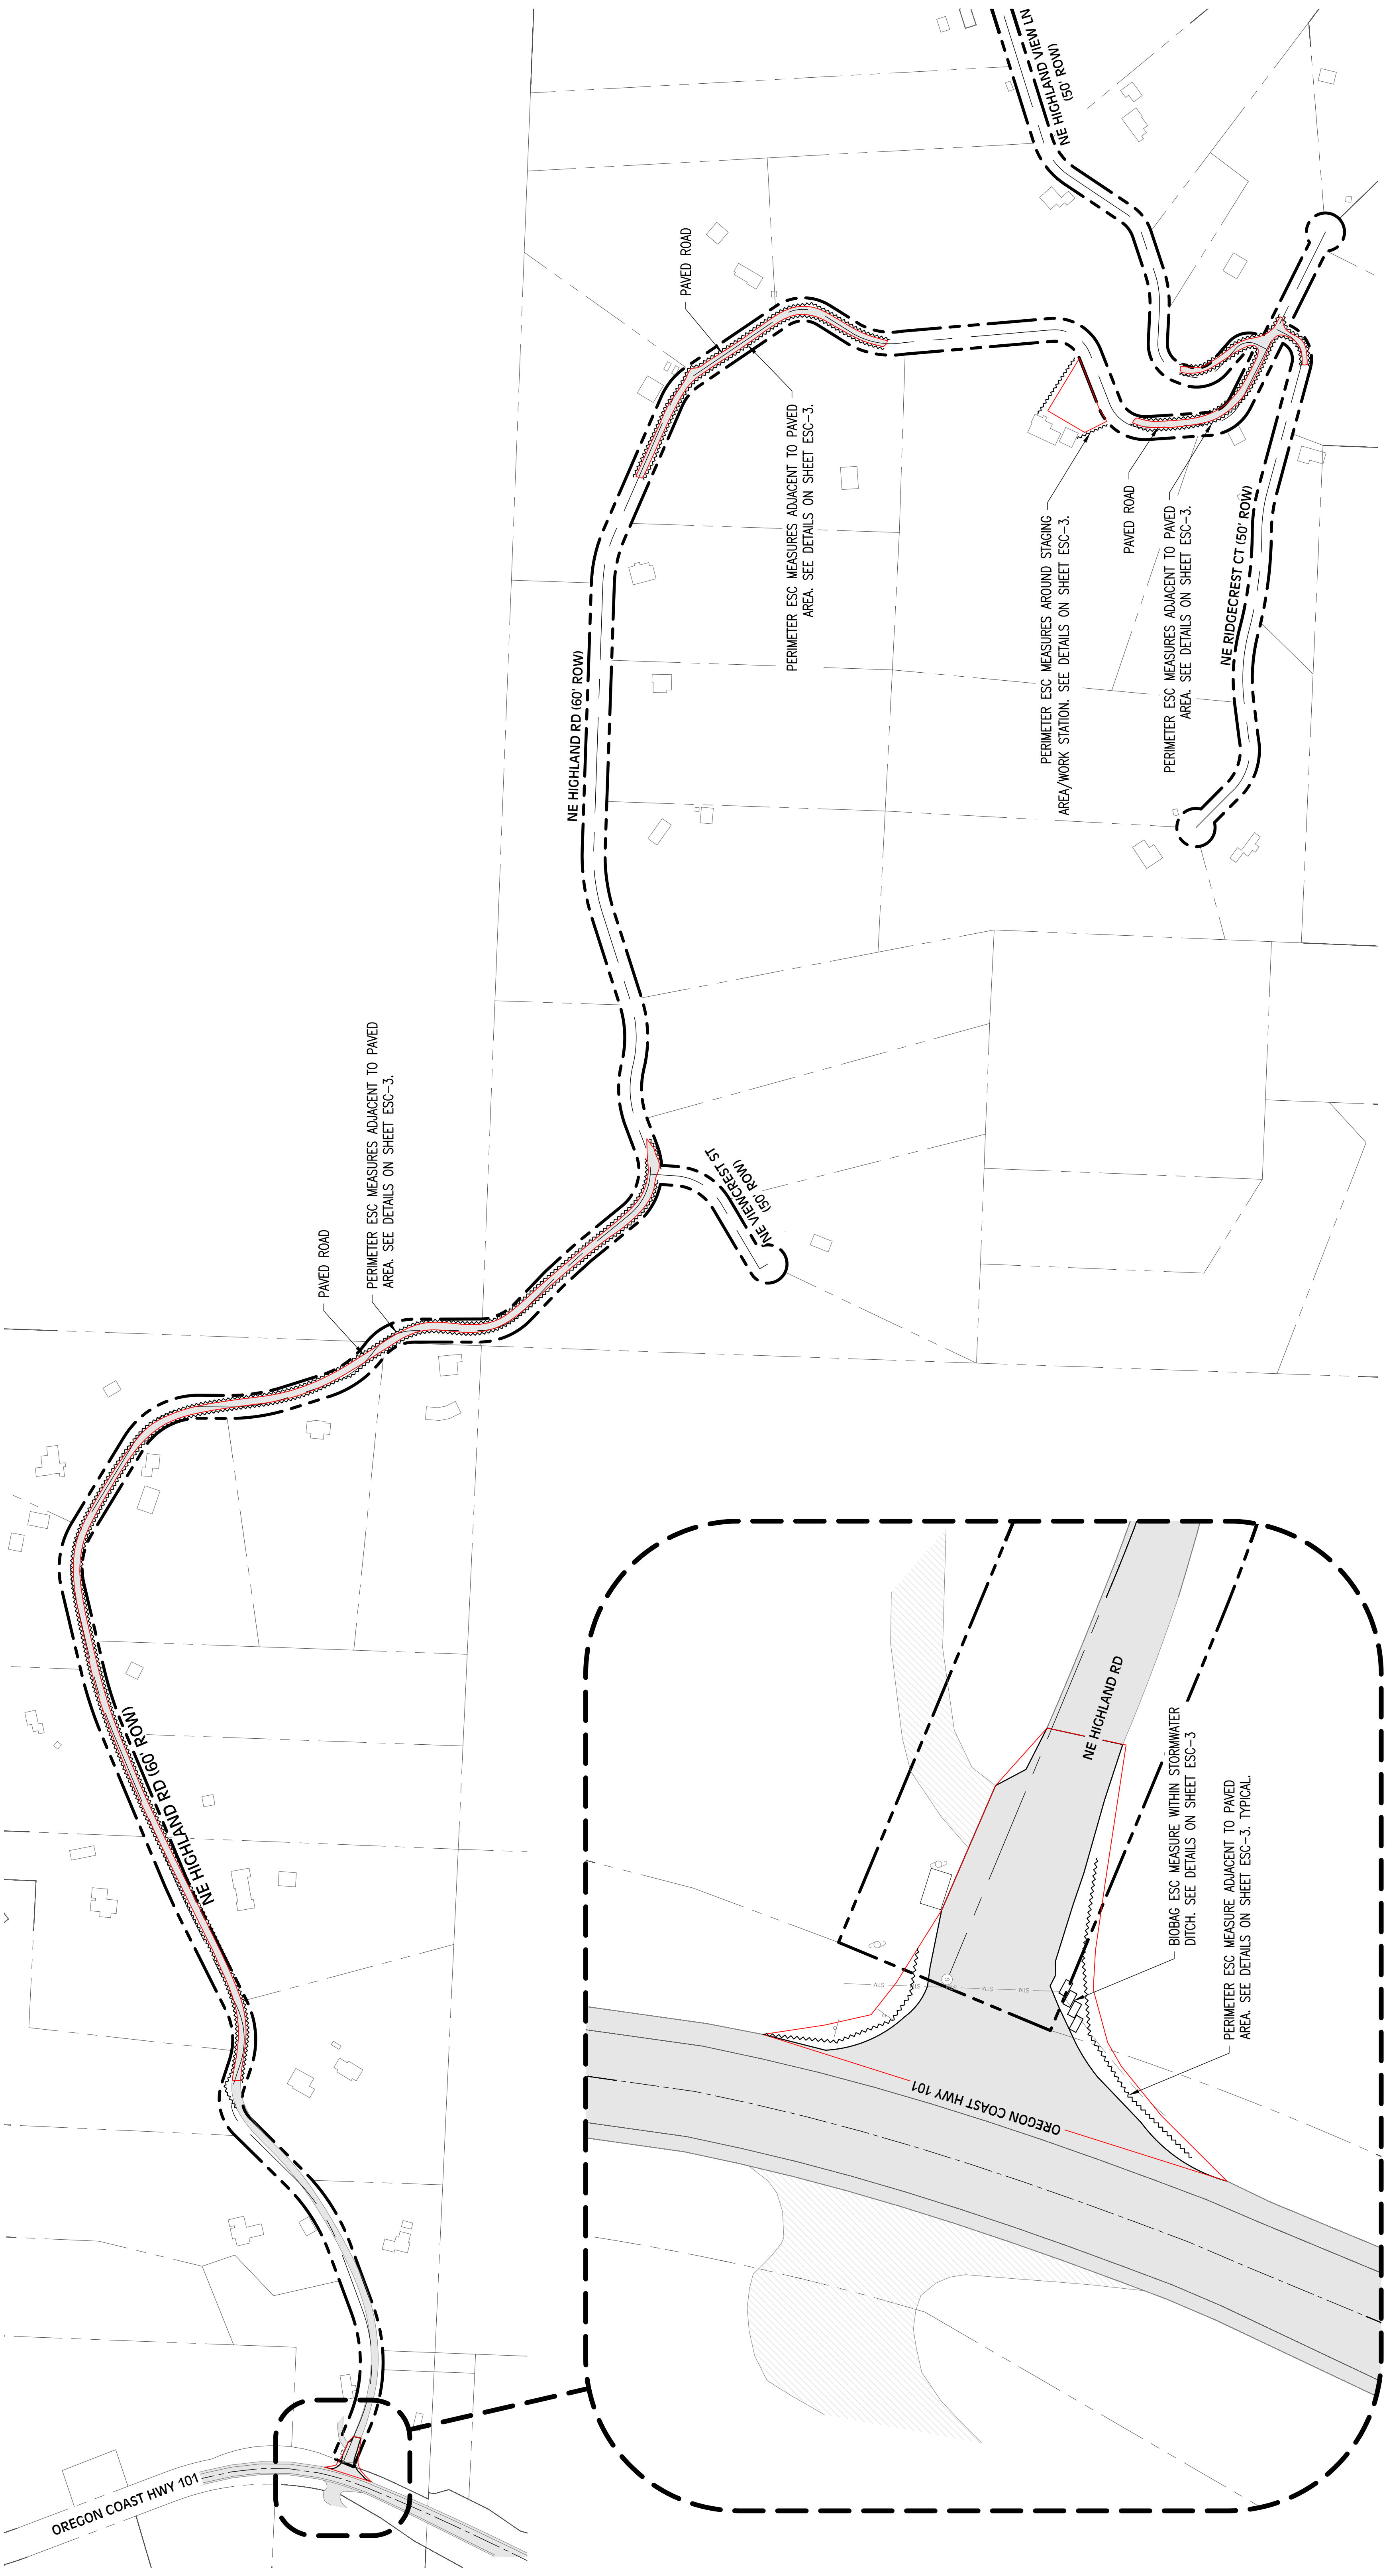 NE HIGHLAND VIEW LN
(50' ROW)
PAVED ROAD
PERIMETER ESC MEASURES ADJACENT TO PAVED
AREA. SEE DETAILS ON SHEET ESC-3.
PERIMETER ESC MEASURES AROUND STAGING
AREA/WORK STATION. SEE DETAILS ON SHEET ESC-3.
PAVED ROAD
PERIMETER ESC MEASURES ADJACENT TO PAVED
AREA. SEE DETAILS ON SHEET ESC-3.
NE RIDGECREST CT (50' ROW)
NE HIGHLAND RD (60' ROW)
PERIMETER ESC MEASURES ADJACENT TO PAVED
AREA. SEE DETAILS ON SHEET ESC-3.
PAVED ROAD
NE VIEWCREST ST
(50' ROW)
NE HIGHLAND RD (60' ROW)
OREGON COAST HWY 101
NE HIGHLAND RD
BIOBAG ESC MEASURE WITHIN STORMWATER
DITCH. SEE DETAILS ON SHEET ESC-3
PERIMETER ESC MEASURE ADJACENT TO PAVED
AREA. SEE DETAILS ON SHEET ESC-3. TYPICAL.
OREGON COAST HWY 101
STM
STM
STM
STM